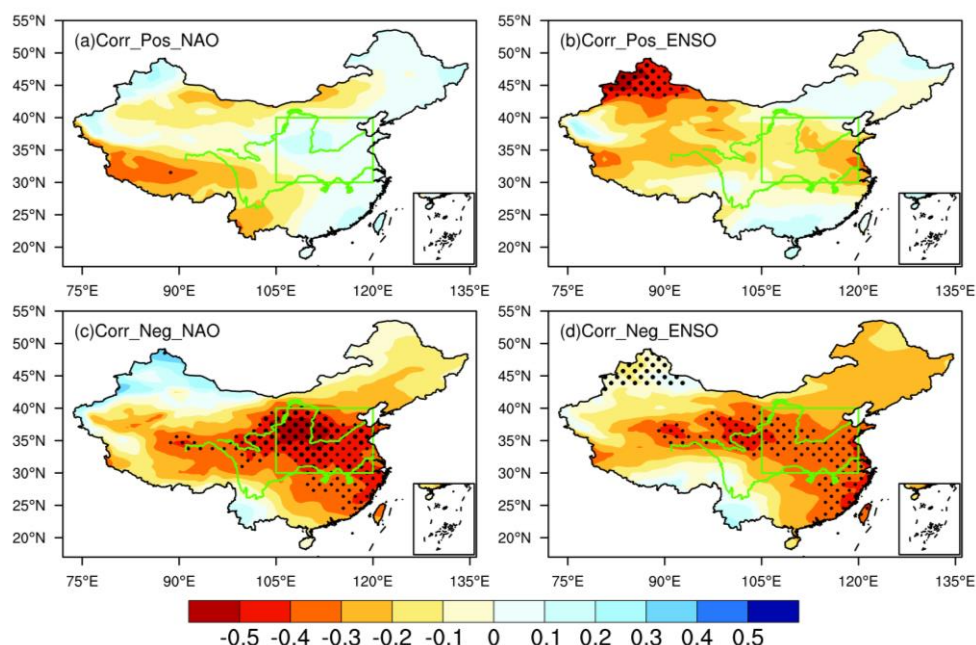 55°N
50°N
45°N
40°N
35°N
30°N
25°N
20°N
(a)Corr_Pos_NAO
75°E 90°E 105°E 120°E 135°E
55°N
50°N
45°N
40°N
35°N
30°N
25°N
20°N
(b)Corr_Pos_ENSO
75°E 90°E 105°E 120°E 135°E
55°N
50°N
45°N
40°N
35°N
30°N
25°N
20°N
(c)Corr_Neg_NAO
75°E 90°E 105°E 120°E 135°E
55°N
50°N
45°N
40°N
35°N
30°N
25°N
20°N
(d)Corr_Neg_ENSO
75°E 90°E 105°E 120°E 135°E
-0.5 -0.4 -0.3 -0.2 -0.1 0 0.1 0.2 0.3 0.4 0.5